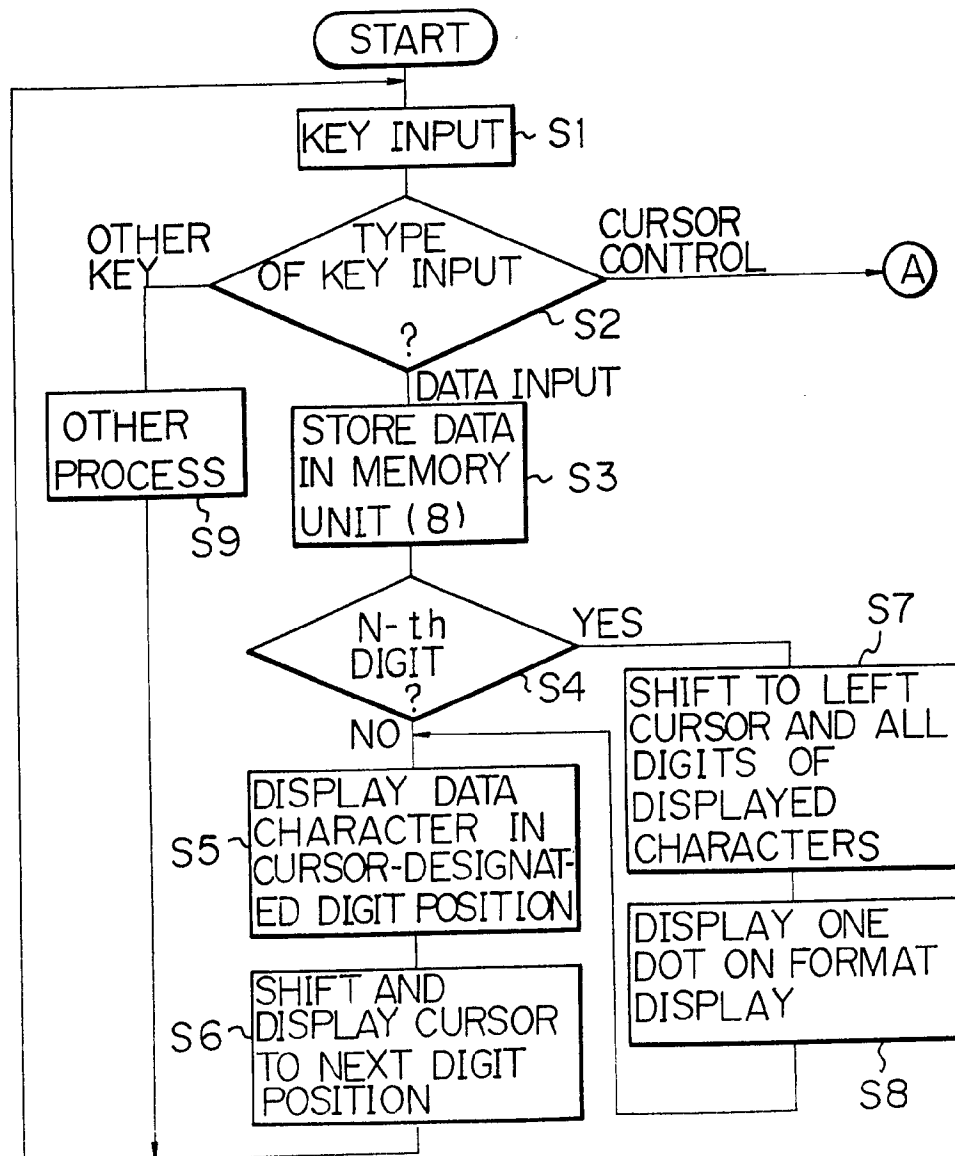 START
KEY INPUT
S1
TYPE
OF KEY INPUT
?
S2
OTHER
KEY
CURSOR
CONTROL
A
DATA INPUT
OTHER
PROCESS
S9
STORE DATA
IN MEMORY
UNIT (8)
S3
N-th
DIGIT
?
S4
YES
NO
S7
SHIFT TO LEFT
CURSOR AND ALL
DIGITS OF
DISPLAYED
CHARACTERS
DISPLAY DATA
CHARACTER IN
CURSOR-DESIGNAT-
ED DIGIT POSITION
S5
DISPLAY ONE
DOT ON FORMAT
DISPLAY
S8
SHIFT AND
DISPLAY CURSOR
TO NEXT DIGIT
POSITION
S6